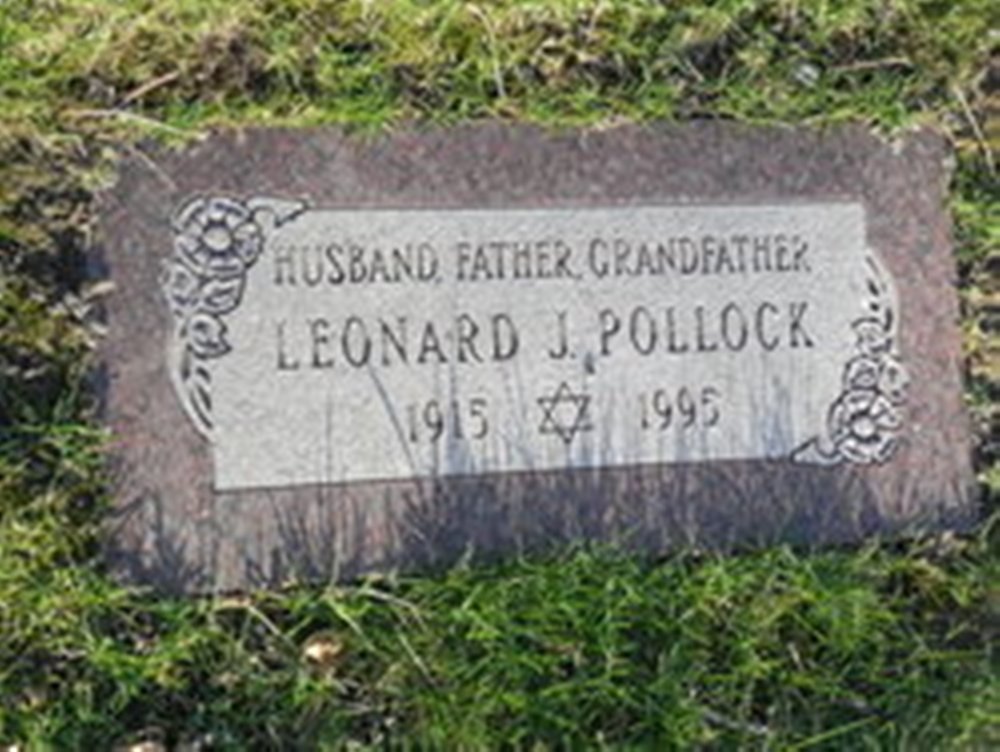 HUSBAND, FATHER, GRANDFATHER
LEONARD J. POLLOCK
1915 ✡ 1995